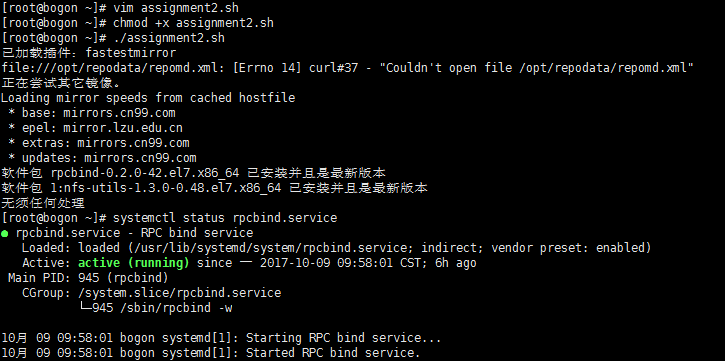 [root@bogon ~]# vim assignment2.sh
[root@bogon ~]# chmod +x assignment2.sh
[root@bogon ~]# ./assignment2.sh
已加载插件：fastestmirror
file:///opt/repodata/repomd.xml: [Errno 14] curl#37 - "Couldn't open file /opt/repodata/repomd.xml"
正在尝试其它镜像。
Loading mirror speeds from cached hostfile
 * base: mirrors.cn99.com
 * epel: mirror.lzu.edu.cn
 * extras: mirrors.cn99.com
 * updates: mirrors.cn99.com
软件包 rpcbind-0.2.0-42.el7.x86_64 已安装并且是最新版本
软件包 1:nfs-utils-1.3.0-0.48.el7.x86_64 已安装并且是最新版本
无须任何处理
[root@bogon ~]# systemctl status rpcbind.service
● rpcbind.service - RPC bind service
   Loaded: loaded (/usr/lib/systemd/system/rpcbind.service; indirect; vendor preset: enabled)
   Active: active (running) since 一 2017-10-09 09:58:01 CST; 6h ago
 Main PID: 945 (rpcbind)
   CGroup: /system.slice/rpcbind.service
           └─945 /sbin/rpcbind -w
10月 09 09:58:01 bogon systemd[1]: Starting RPC bind service...
10月 09 09:58:01 bogon systemd[1]: Started RPC bind service.